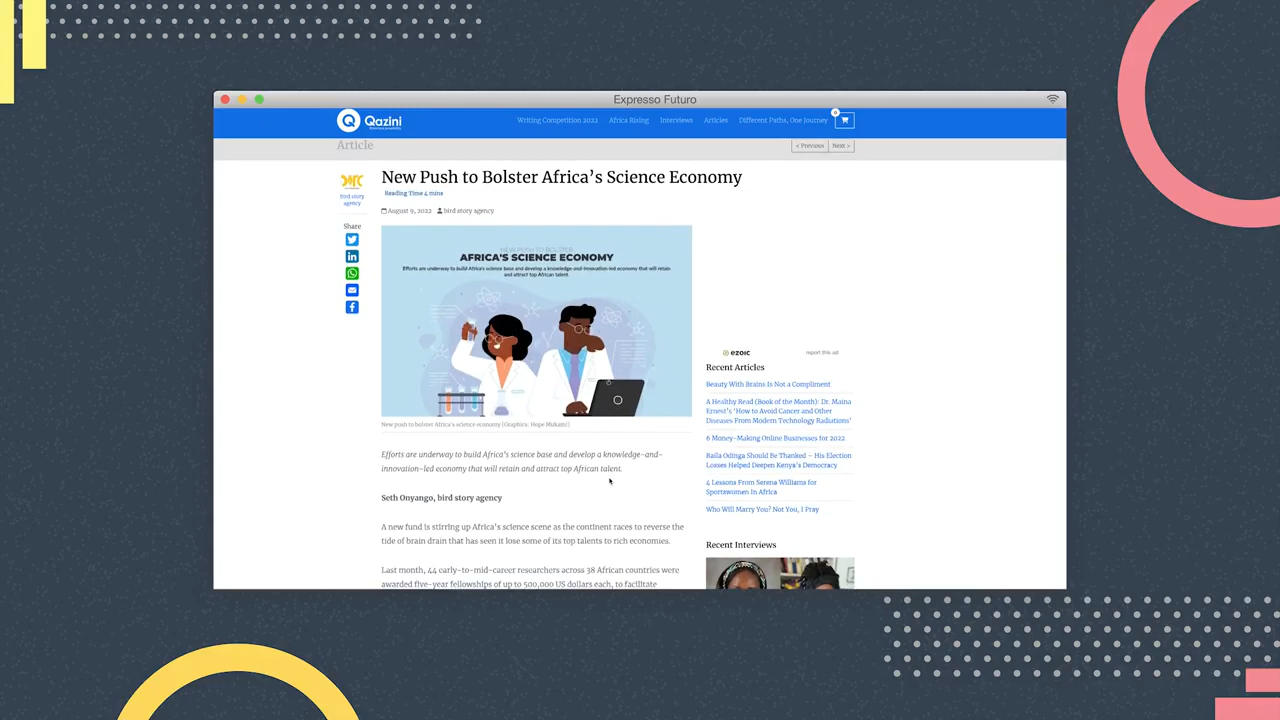 Expresso Futuro
Qazini
Writing Competition 2022 Africa Rising Interviews Articles Different Paths, One Journey 0
Article
< Previous Next >
New Push to Bolster Africa's Science Economy
Reading Time 4 mins
bird story
agency
August 9, 2022 bird story agency
Share
NEW PUSH TO BOLSTER
AFRICA'S SCIENCE ECONOMY
Efforts are underway to build Africa's science base and develop a knowledge-and-innovation-led economy that will retain
and attract top African talent.
New push to bolster Africa's science economy [Graphics: Hope Mukami]
Efforts are underway to build Africa's science base and develop a knowledge-and-
innovation-led economy that will retain and attract top African talent.
Seth Onyango, bird story agency
A new fund is stirring up Africa's science scene as the continent races to reverse the
tide of brain drain that has seen it lose some of its top talents to rich economies.
Last month, 44 early-to-mid-career researchers across 38 African countries were
awarded five-year fellowships of up to 500,000 US dollars each, to facilitate
ezoic report this ad
Recent Articles
Beauty With Brains Is Not a Compliment
A Healthy Read (Book of the Month): Dr. Maina
Ernest's 'How to Avoid Cancer and Other
Diseases From Modern Technology Radiations'
6 Money-Making Online Businesses for 2022
Raila Odinga Should Be Thanked – His Election
Losses Helped Deepen Kenya's Democracy
4 Lessons From Serena Williams for
Sportswomen In Africa
Who Will Marry You? Not You, I Pray
Recent Interviews